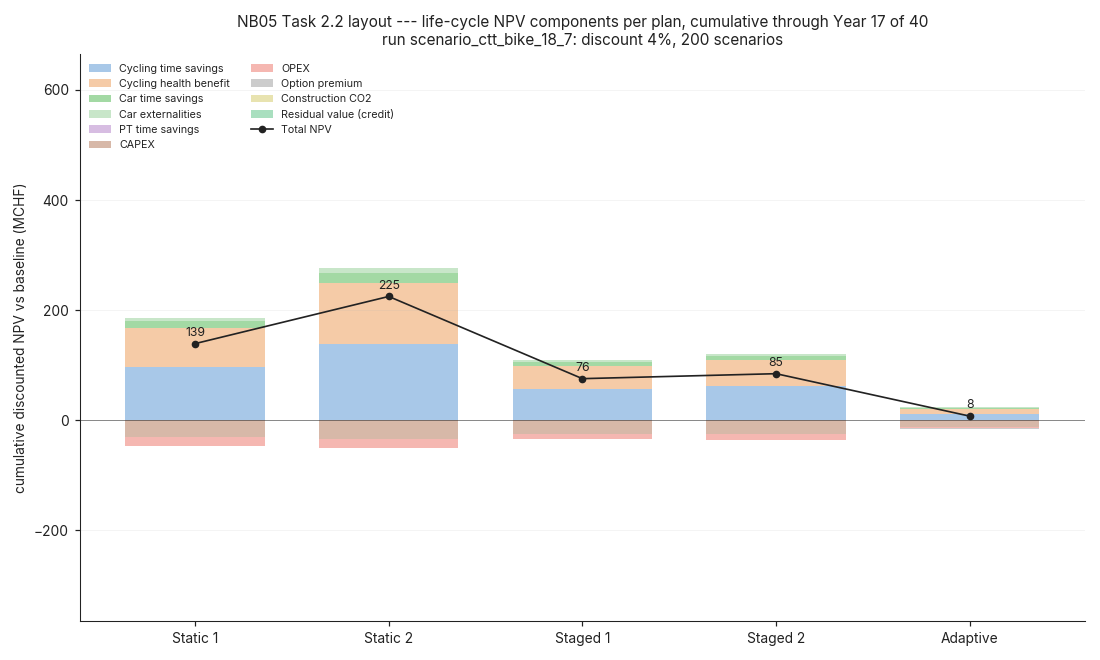 NB05 Task 2.2 layout --- life-cycle NPV components per plan, cumulative through Year 17 of 40
run scenario_ctt_bike_18_7: discount 4%, 200 scenarios
cumulative discounted NPV vs baseline (MCHF)
600
400
200
0
−200
Cycling time savings
Cycling health benefit
Car time savings
Car externalities
PT time savings
CAPEX
OPEX
Option premium
Construction CO2
Residual value (credit)
Total NPV
139
225
76
85
8
Static 1
Static 2
Staged 1
Staged 2
Adaptive